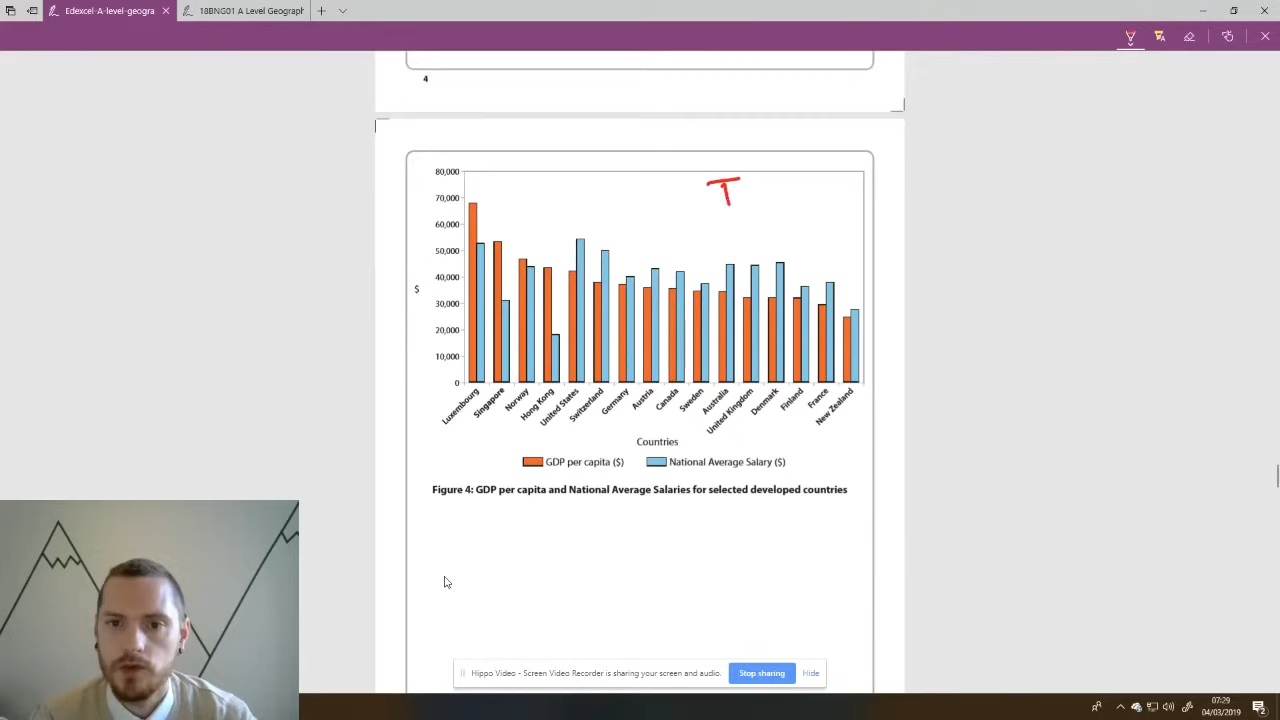 Edexcel-A-level-geogra
18BNG01 A Level Geograph
4
T
80,000
70,000
60,000
50,000
40,000
30,000
20,000
10,000
0
$
Luxembourg
Singapore
Norway
Hong Kong
United States
Switzerland
Germany
Austria
Canada
Sweden
Australia
United Kingdom
Denmark
Finland
France
New Zealand
Countries
GDP per capita ($)
National Average Salary ($)
Figure 4: GDP per capita and National Average Salaries for selected developed countries
Hippo Video - Screen Video Recorder is sharing your screen and audio.
Stop sharing
Hide
07:29
04/03/2019
2